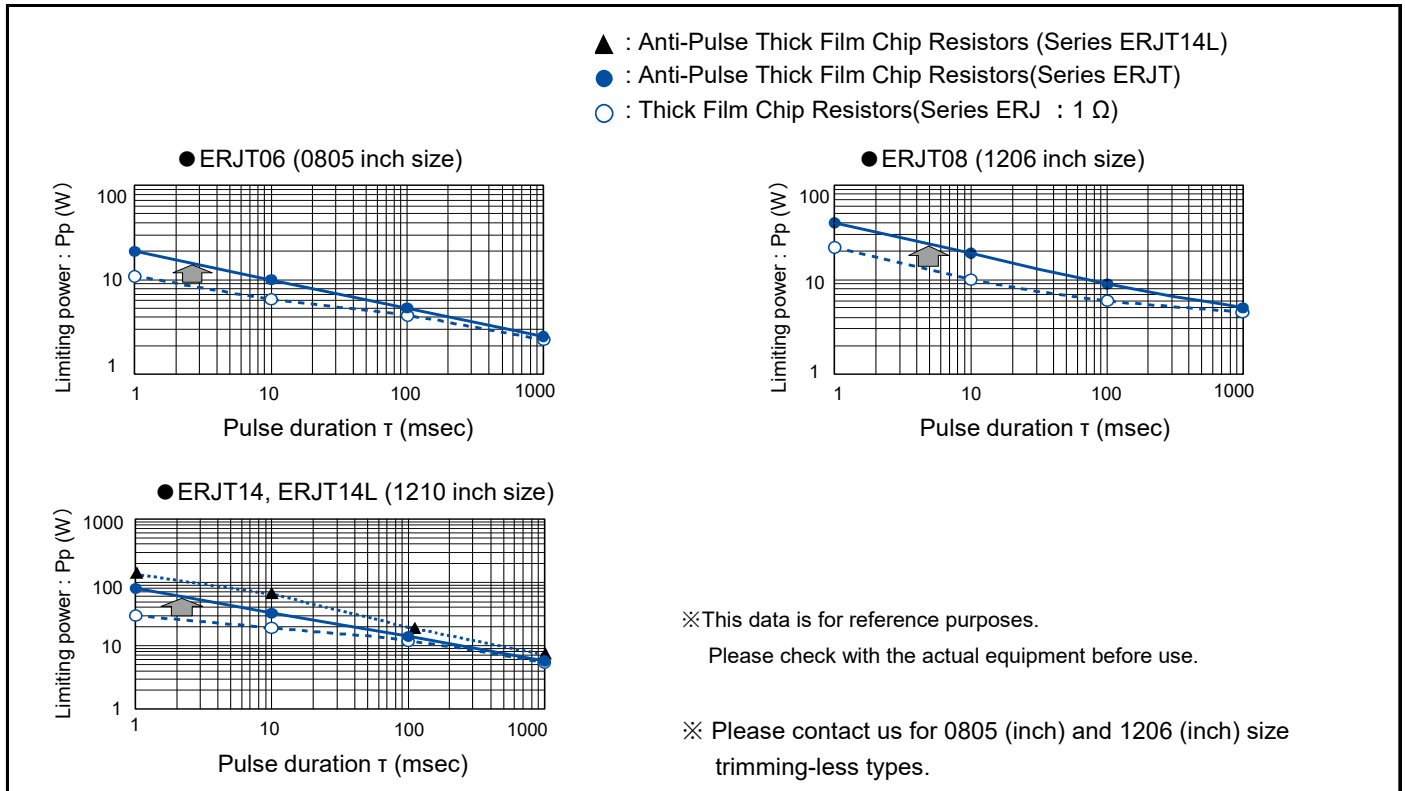 ▲ : Anti-Pulse Thick Film Chip Resistors (Series ERJT14L)
● : Anti-Pulse Thick Film Chip Resistors(Series ERJT)
○ : Thick Film Chip Resistors(Series ERJ : 1 Ω)
●ERJT06 (0805 inch size)
Limiting power : Pp (W)
100
10
1
1 10 100 1000
Pulse duration τ (msec)
●ERJT08 (1206 inch size)
Limiting power : Pp (W)
100
10
1
1 10 100 1000
Pulse duration τ (msec)
●ERJT14, ERJT14L (1210 inch size)
Limiting power : Pp (W)
1000
100
10
1
1 10 100 1000
Pulse duration τ (msec)
※This data is for reference purposes.
Please check with the actual equipment before use.
※ Please contact us for 0805 (inch) and 1206 (inch) size
trimming-less types.